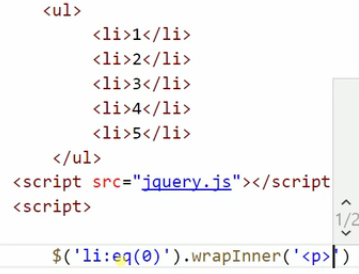 <ul>
<li>1</li>
<li>2</li>
<li>3</li>
<li>4</li>
<li>5</li>
</ul>
<script src="jquery.js"></script
<script>
1/2
$('li:eq(0)').wrapInner('<p>')